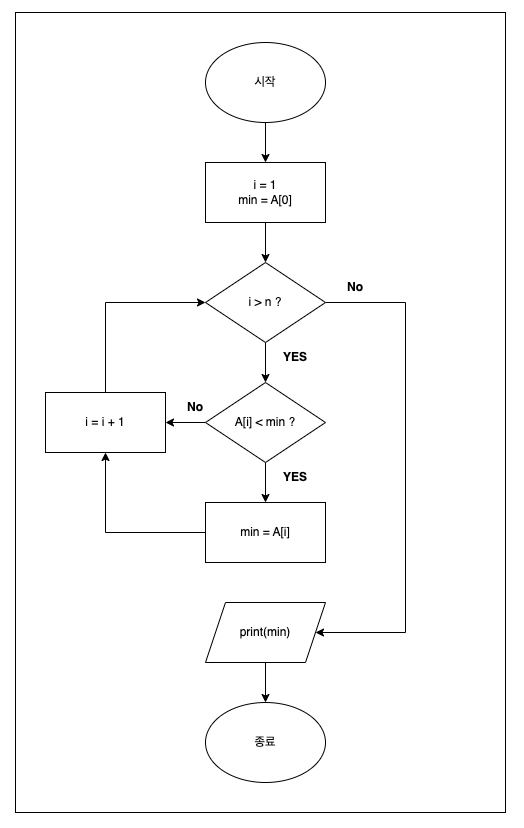 시작
i = 1
min = A[0]
i > n ?
No
YES
A[i] < min ?
No
i = i + 1
YES
min = A[i]
print(min)
종료